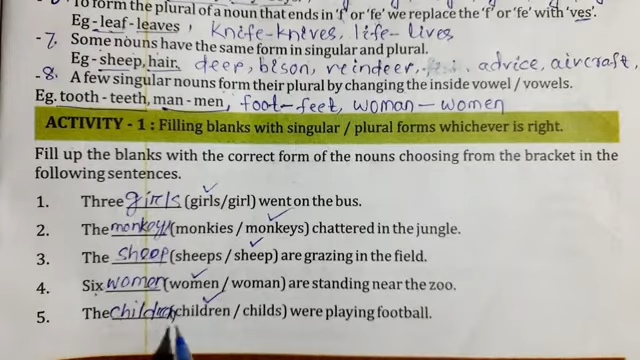 To form the plural of a noun that ends in 'f' or 'fe' we replace the 'f' or 'fe' with 'ves'.
Eg - leaf - leaves, knife-knives, life-lives
-7. Some nouns have the same form in singular and plural.
Eg - sheep, hair. deep, bison, reindeer, advice, aircraft,
-8. A few singular nouns form their plural by changing the inside vowel / vowels.
Eg. tooth - teeth, man - men, foot-feet, woman-women
ACTIVITY - 1 : Filling blanks with singular / plural forms whichever is right.
Fill up the blanks with the correct form of the nouns choosing from the bracket in the
following sentences.
1. Three girls (girls/girl) went on the bus.
2. The monkeys (monkies / monkeys) chattered in the jungle.
3. The sheep (sheeps / sheep) are grazing in the field.
4. Six women (women / woman) are standing near the zoo.
5. The children (children / childs) were playing football.